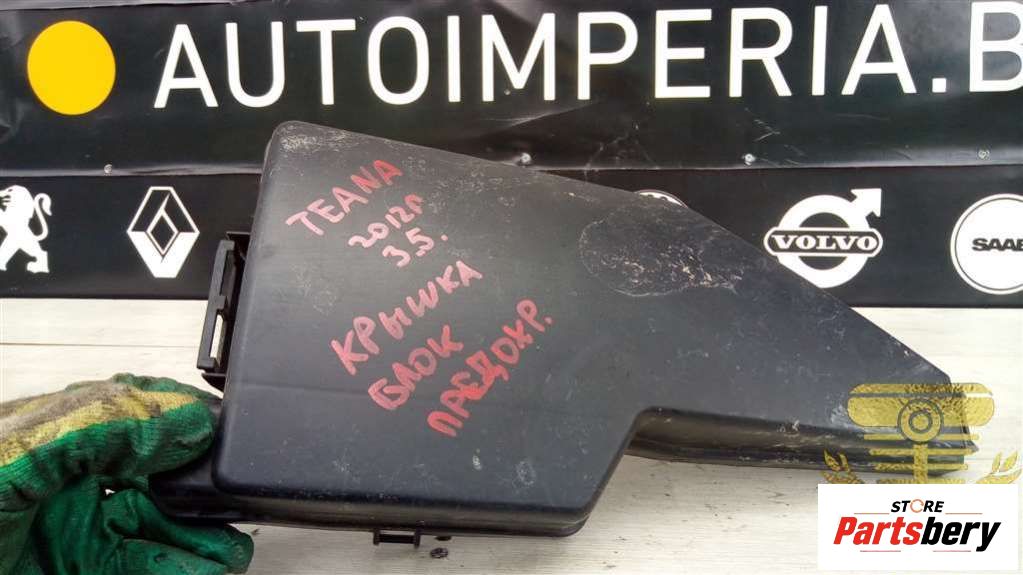 AUTOIMPERIA.B
VOLVO
SAAB
TEANA
2012г
3.5.
КРЫШКА
БЛОК
ПРЕДОХР.
STORE
Partsbery